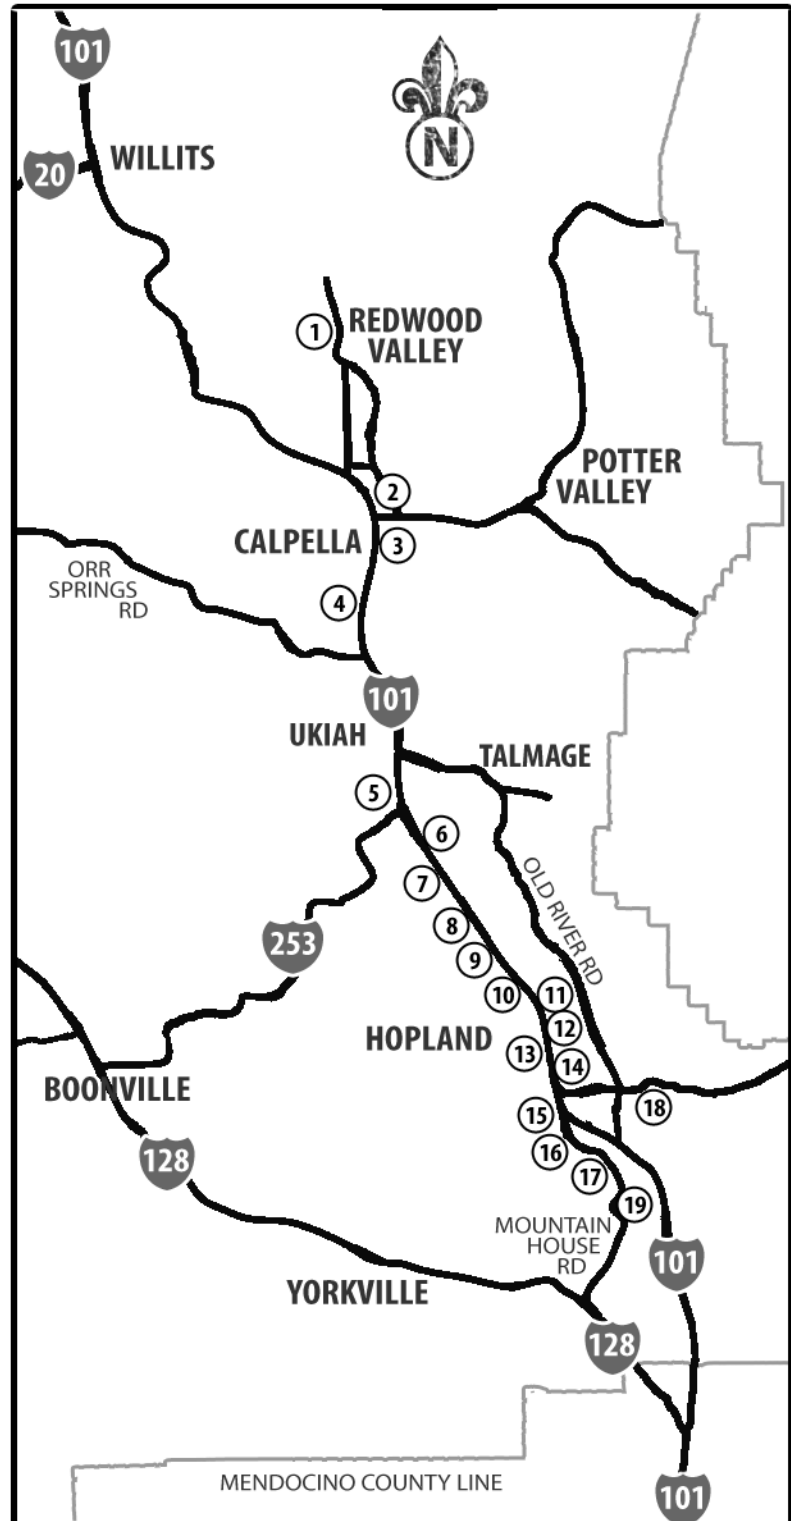 101
N
WILLITS
20
1
REDWOOD
VALLEY
POTTER
VALLEY
2
CALPELLA
3
ORR
SPRINGS
RD
4
101
UKIAH
TALMAGE
5
6
7
OLD RIVER RD
8
253
9
10
11
HOPLAND
12
13
14
BOONVILLE
18
15
128
16
17
19
MOUNTAIN
HOUSE
RD
101
YORKVILLE
128
MENDOCINO COUNTY LINE
101